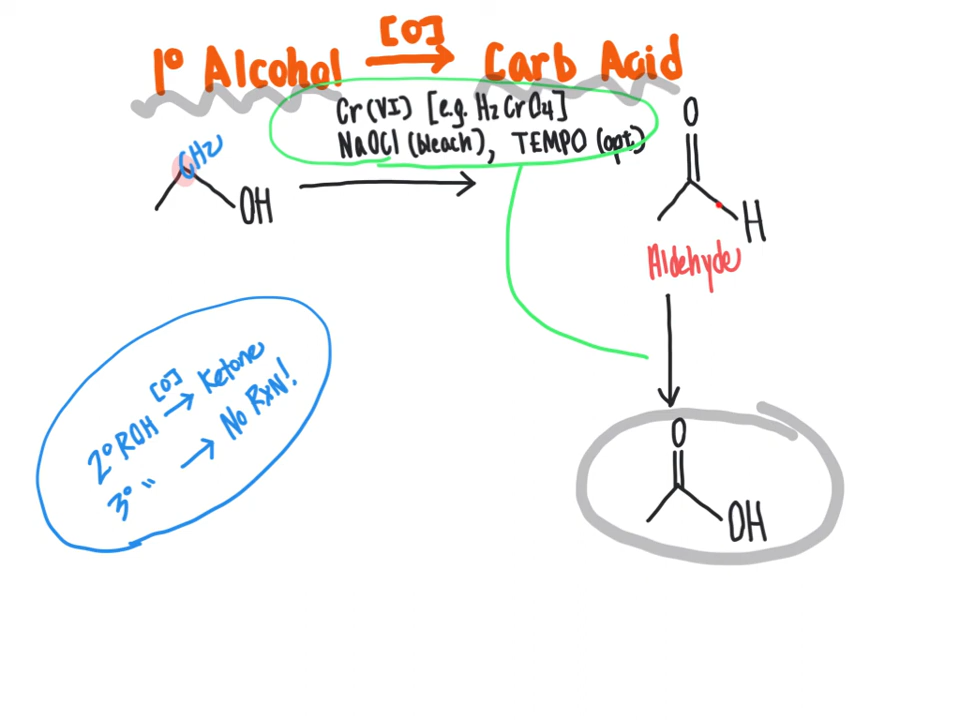 [O]
1° Alcohol → Carb Acid
Cr(VI) [e.g. H₂CrO₄]
NaOCl (bleach), TEMPO (opt)
CH₂
OH
O
H
Aldehyde
2° ROH [O] → Ketone
3° " → No RxN!
O
OH